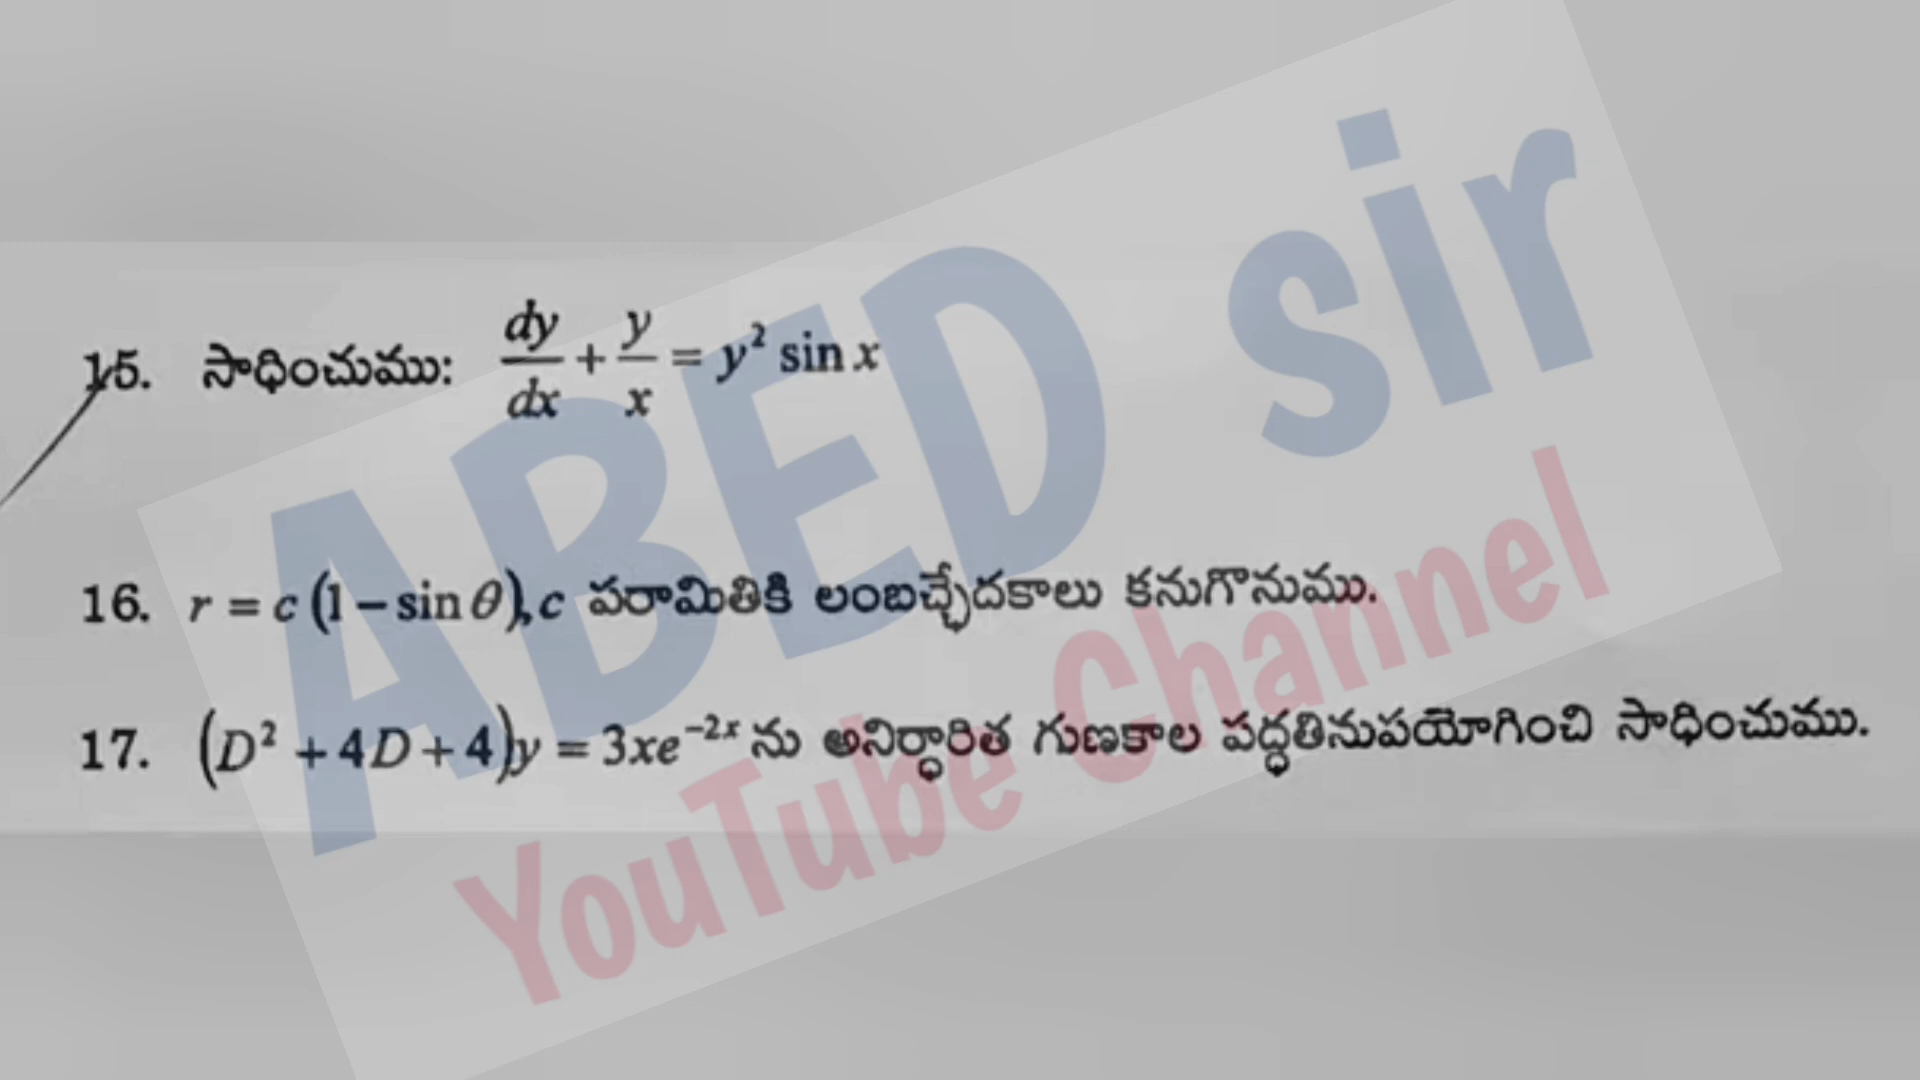 15. సాధించుము: dy/dx + y/x = y² sin x
16. r = c (1 – sin θ), c పరామితికి లంబచ్ఛేదకాలు కనుగొనుము.
17. (D² + 4D + 4)y = 3xe⁻²ˣ ను అనిర్ధారిత గుణకాల పద్ధతినుపయోగించి సాధించుము.
ABED sir
YouTube Channel